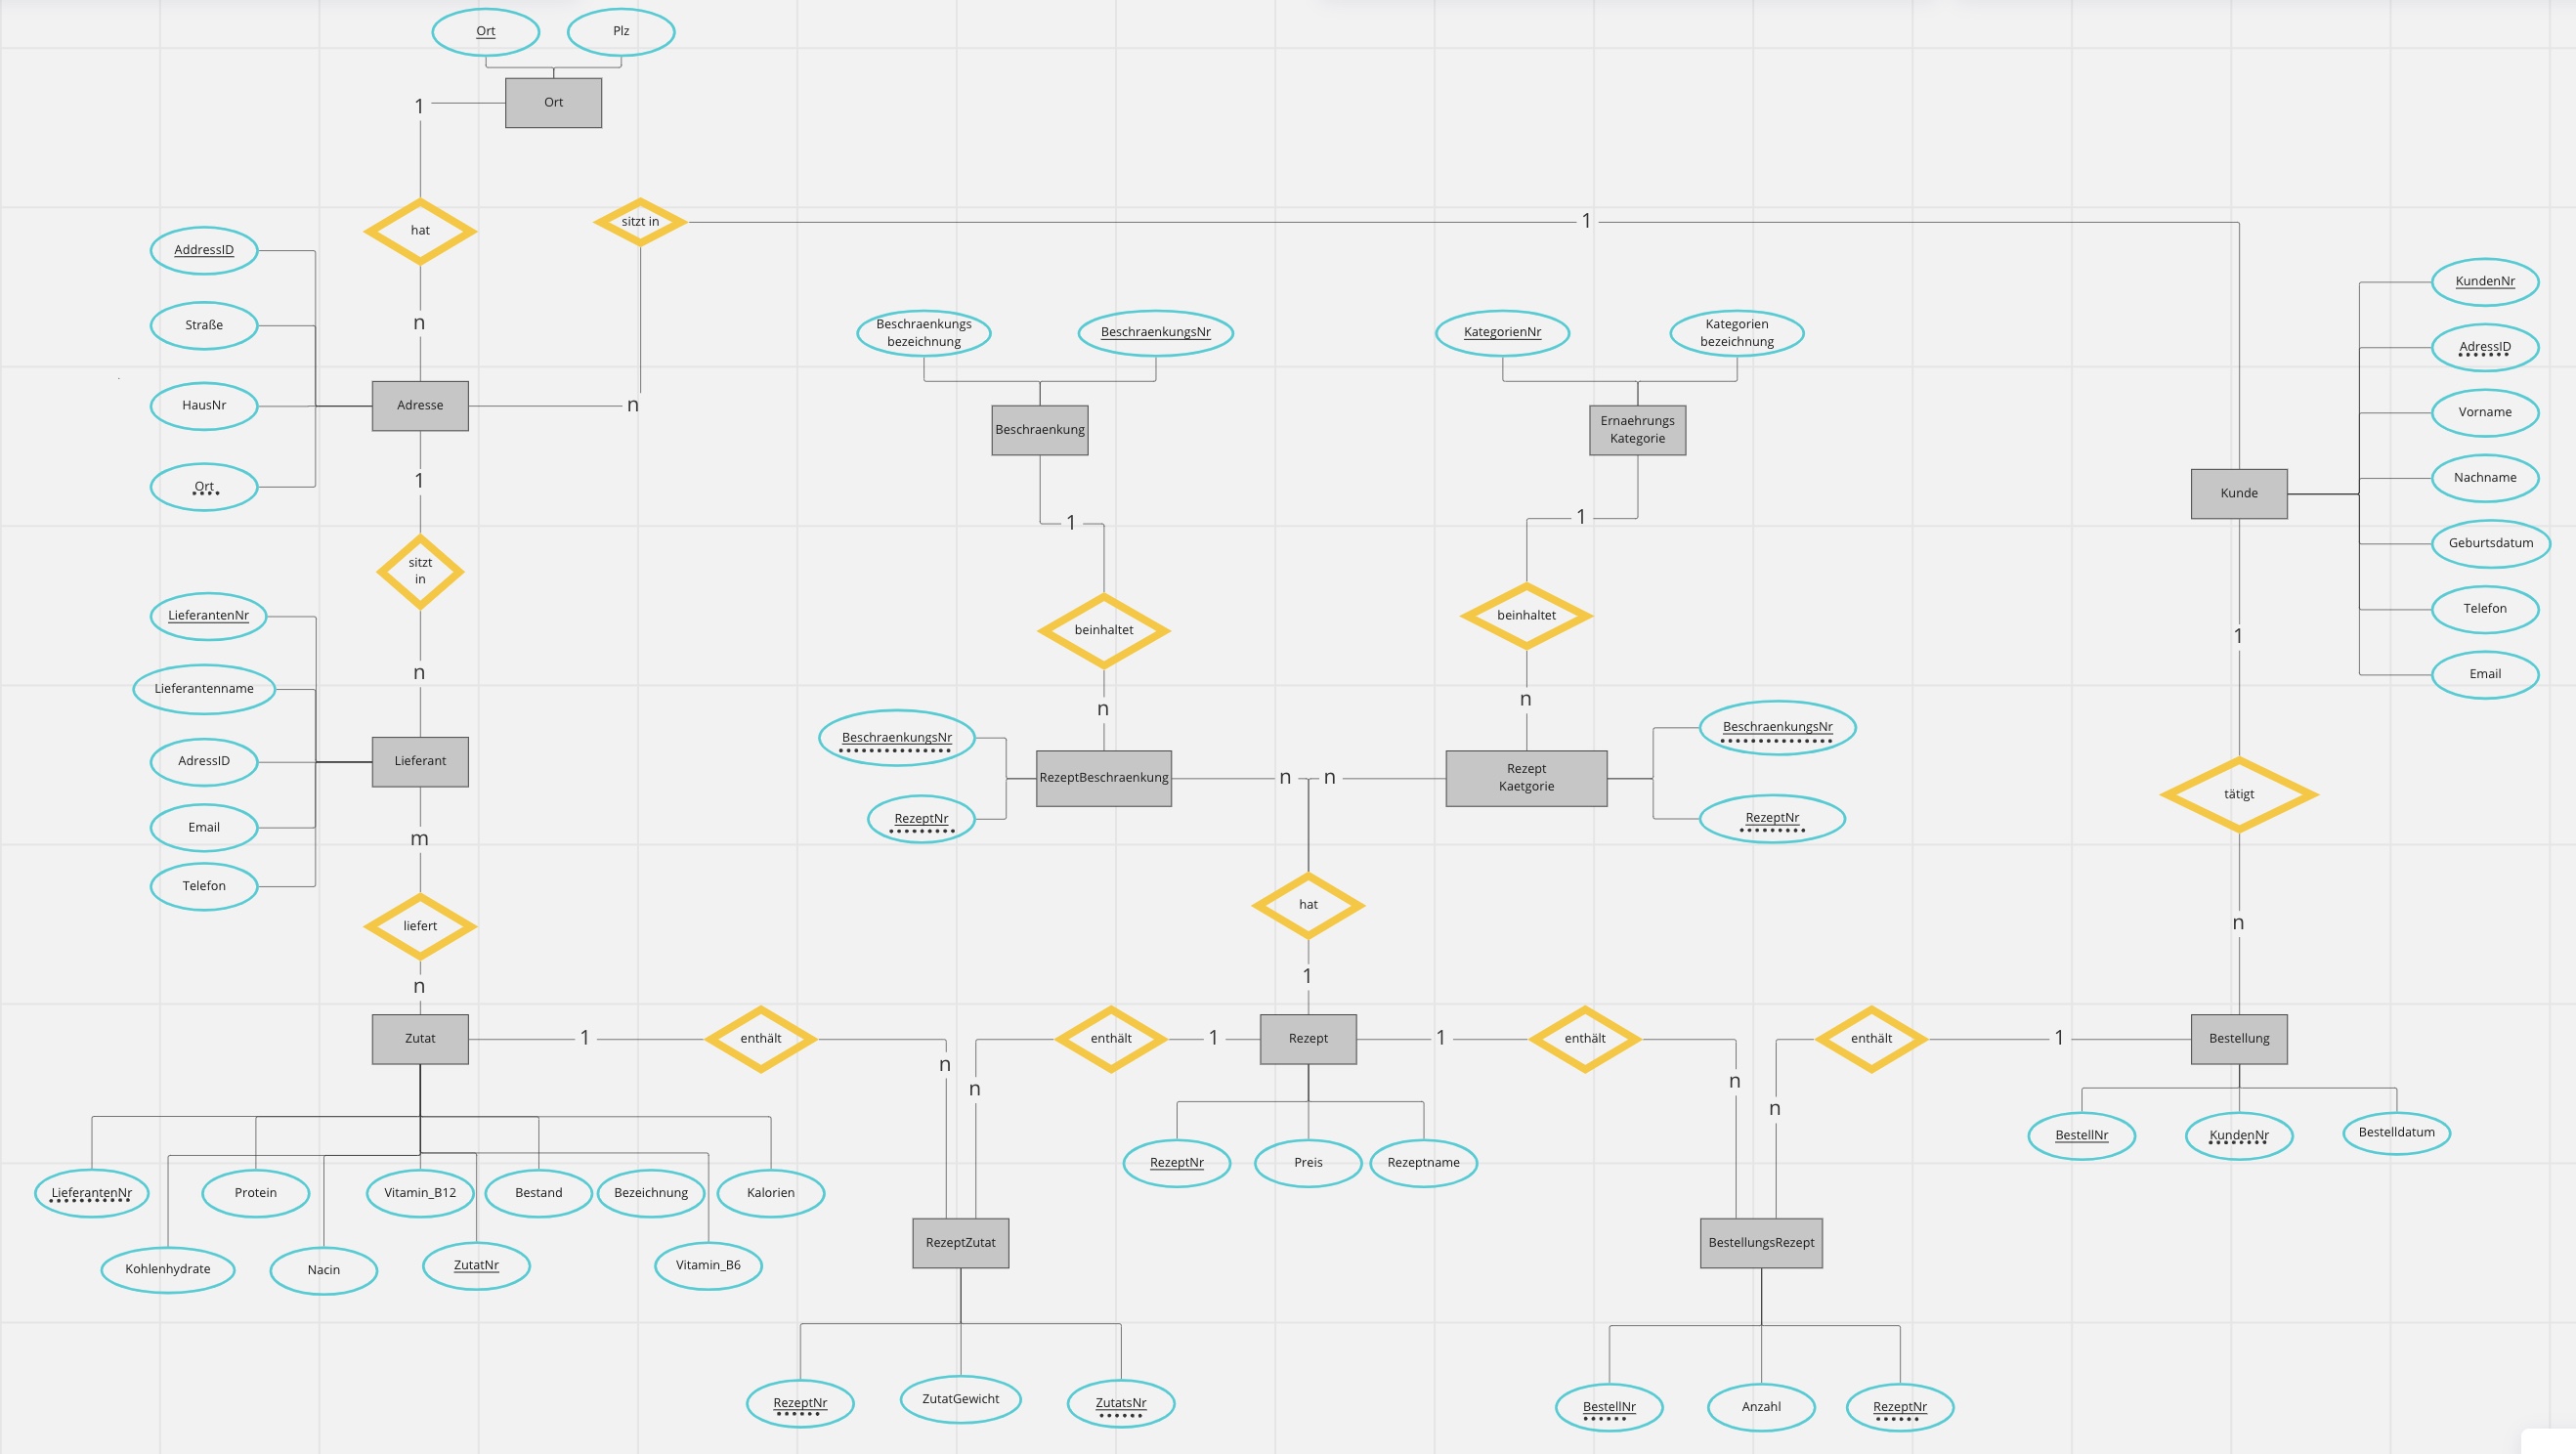 Ort
Plz
Ort
1
hat
sitzt in
1
AddressID
KundenNr
Straße
n
Beschraenkungs
bezeichnung
BeschraenkungsNr
KategorienNr
Kategorien
bezeichnung
AdressID
HausNr
Adresse
n
Vorname
Beschraenkung
Ernaehrungs
Kategorie
Ort
1
Nachname
Kunde
1
1
Geburtsdatum
sitzt
in
LieferantenNr
beinhaltet
beinhaltet
Telefon
1
n
Lieferantenname
n
n
Email
BeschraenkungsNr
BeschraenkungsNr
AdressID
Lieferant
RezeptBeschraenkung
n
n
Rezept
Kaetgorie
tätigt
Email
m
RezeptNr
RezeptNr
Telefon
liefert
hat
n
n
1
Zutat
1
enthält
n
enthält
1
Rezept
1
enthält
n
enthält
1
Bestellung
n
n
BestellNr
KundenNr
Bestelldatum
RezeptNr
Preis
Rezeptname
LieferantenNr
Protein
Vitamin_B12
Bestand
Bezeichnung
Kalorien
Kohlenhydrate
Nacin
ZutatNr
Vitamin_B6
RezeptZutat
BestellungsRezept
RezeptNr
ZutatGewicht
ZutatsNr
BestellNr
Anzahl
RezeptNr